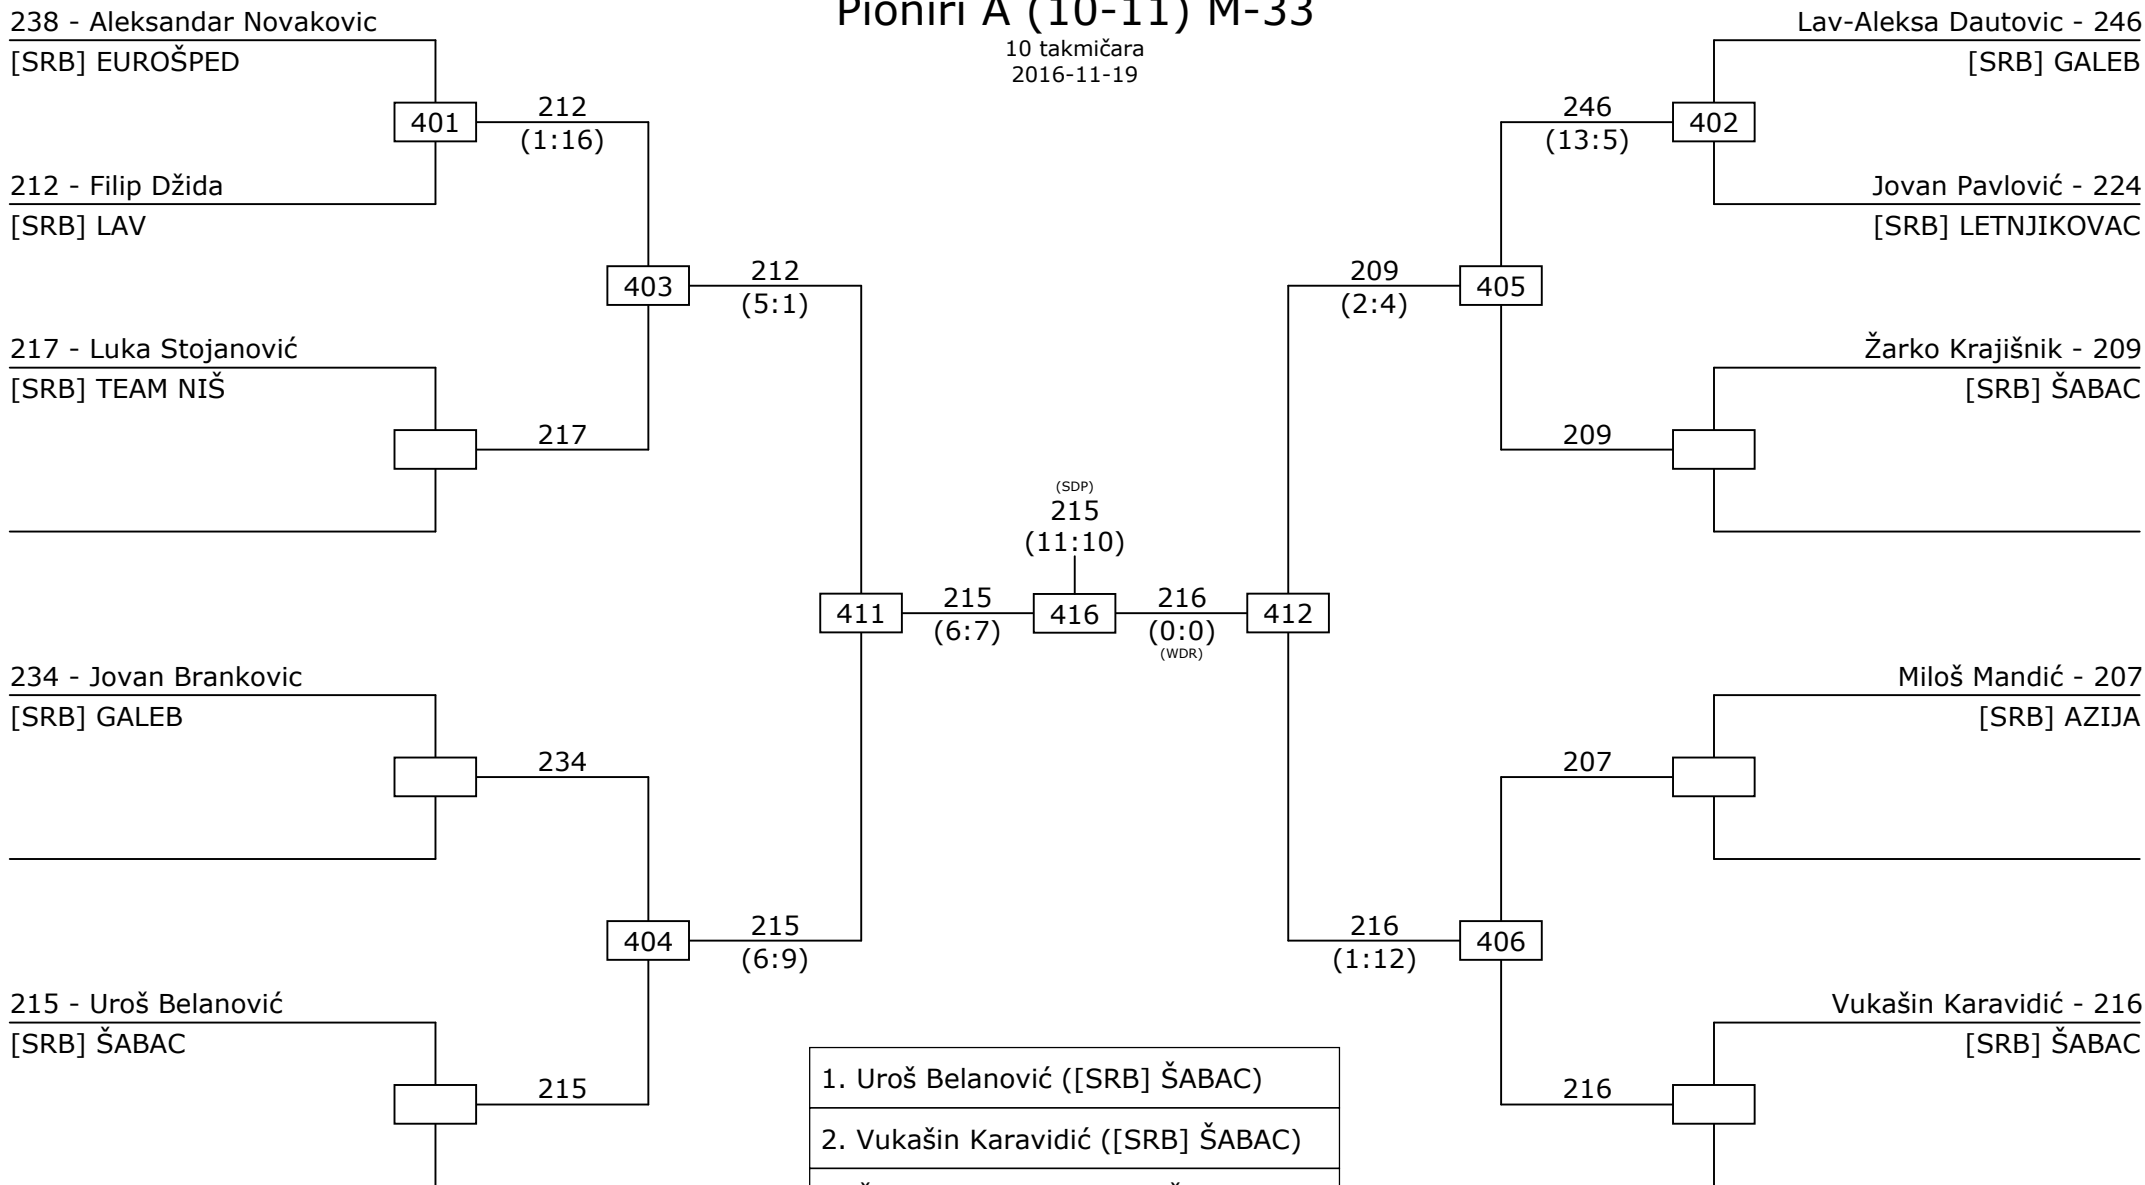 Pioniri A (10-11) M-33
10 takmičara
2016-11-19
238 - Aleksandar Novakovic
[SRB] EUROŠPED
401
212
(1:16)
212 - Filip Džida
[SRB] LAV
403
212
(5:1)
217 - Luka Stojanović
[SRB] TEAM NIŠ
217
234 - Jovan Brankovic
[SRB] GALEB
234
404
215
(6:9)
215 - Uroš Belanović
[SRB] ŠABAC
215
411
215
(6:7)
(SDP)
215
(11:10)
416
216
(0:0)
(WDR)
412
Lav-Aleksa Dautovic - 246
[SRB] GALEB
246
(13:5)
402
Jovan Pavlović - 224
[SRB] LETNJIKOVAC
209
(2:4)
405
Žarko Krajišnik - 209
[SRB] ŠABAC
209
Miloš Mandić - 207
[SRB] AZIJA
207
216
(1:12)
406
Vukašin Karavidić - 216
[SRB] ŠABAC
216
1. Uroš Belanović ([SRB] ŠABAC)
2. Vukašin Karavidić ([SRB] ŠABAC)